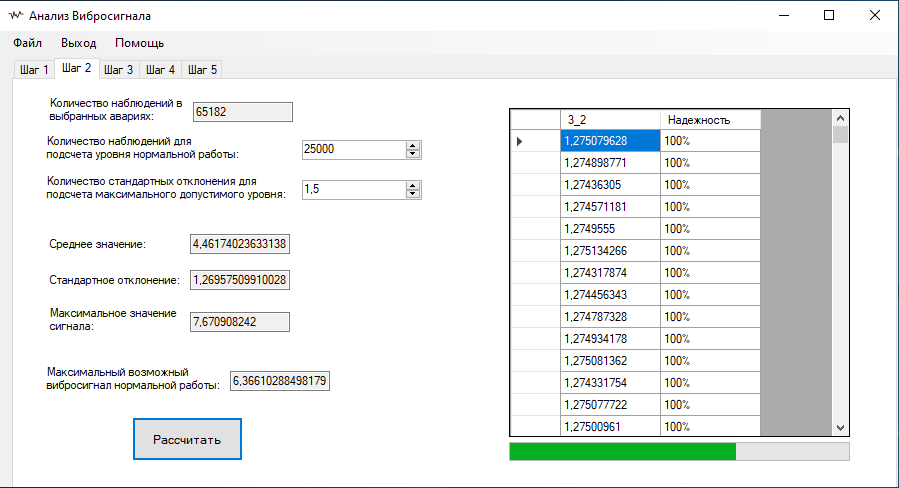 Анализ Вибросигнала
Файл Выход Помощь
Шаг 1 Шаг 2 Шаг 3 Шаг 4 Шаг 5
Количество наблюдений в
выбранных авариях:
65182
Количество наблюдений для
подсчета уровня нормальной работы:
25000
Количество стандартных отклонения для
подсчета максимального допустимого уровня:
1,5
Среднее значение:
4,46174023633138
Стандартное отклонение:
1,26957509910028
Максимальное значение
сигнала:
7,670908242
Максимальный возможный
вибросигнал нормальной работы:
6,36610288498179
Рассчитать
3_2 Надежность
1,275079628 100%
1,274898771 100%
1,27436305 100%
1,274571181 100%
1,2749555 100%
1,275134266 100%
1,274317874 100%
1,274456343 100%
1,274787328 100%
1,274934178 100%
1,275081362 100%
1,274331754 100%
1,275077722 100%
1,27500961 100%